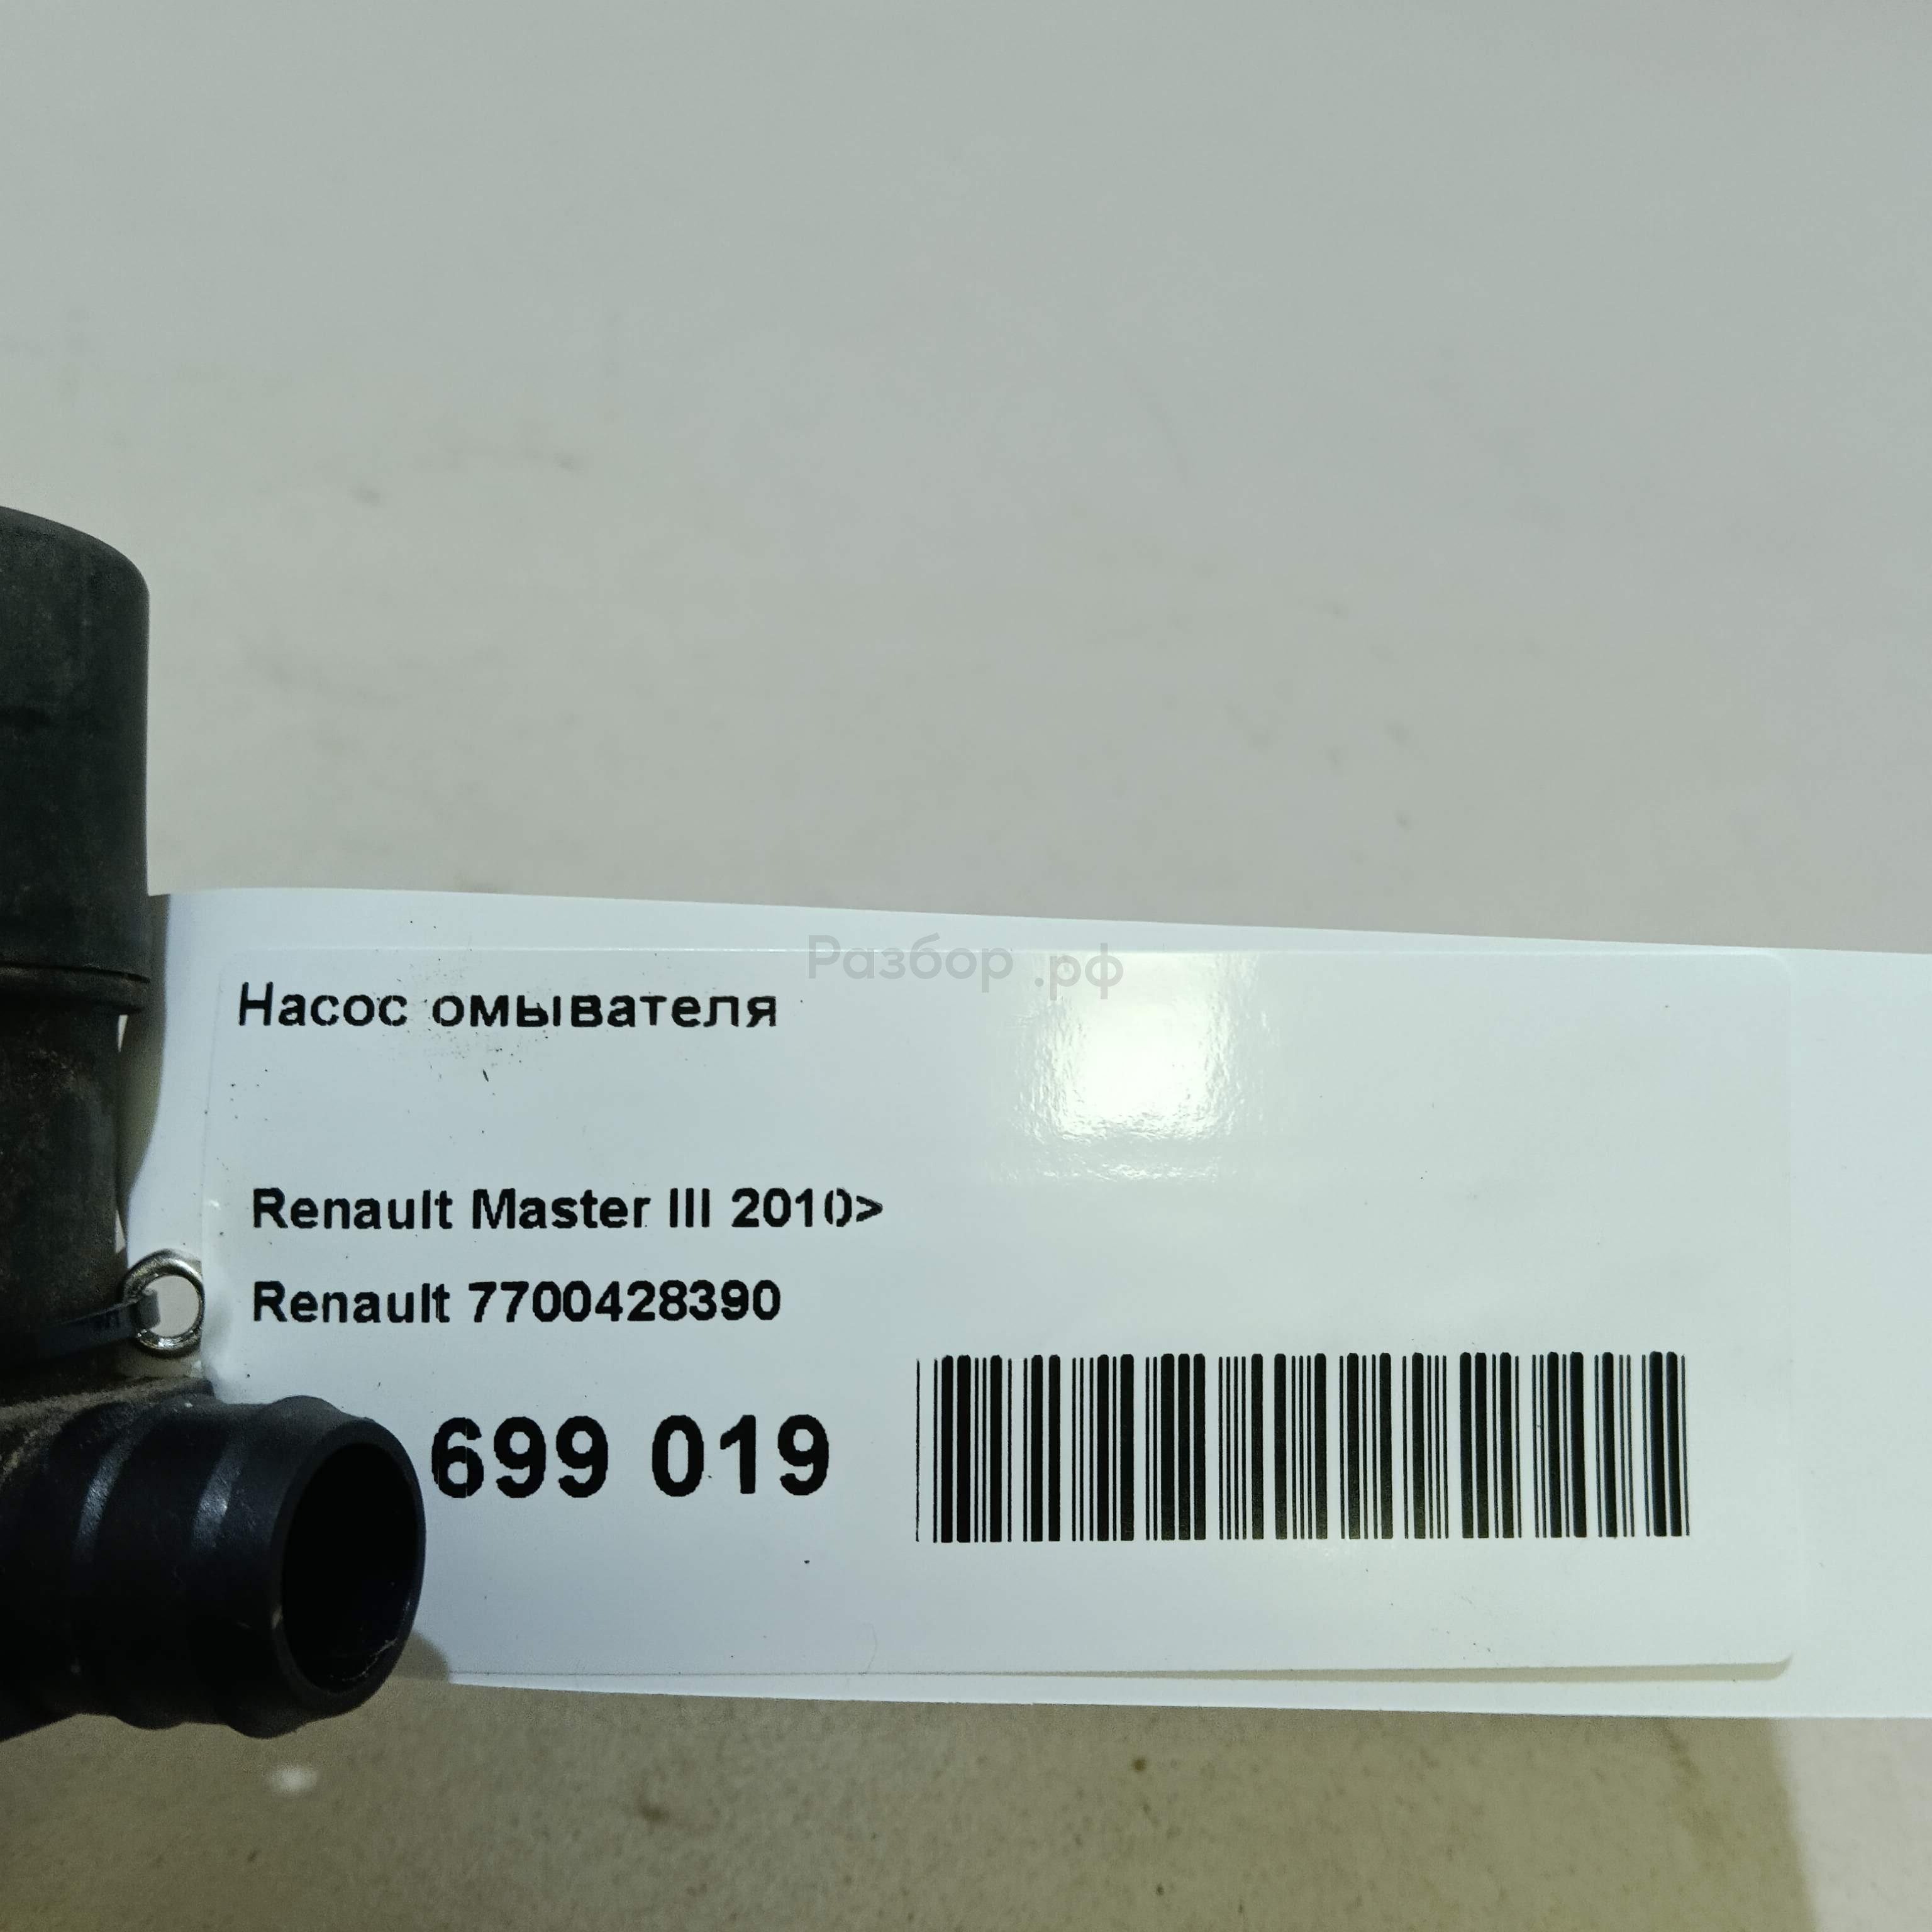 Разбор.рф
Насос омывателя
Renault Master III 2010>
Renault 7700428390
699 019